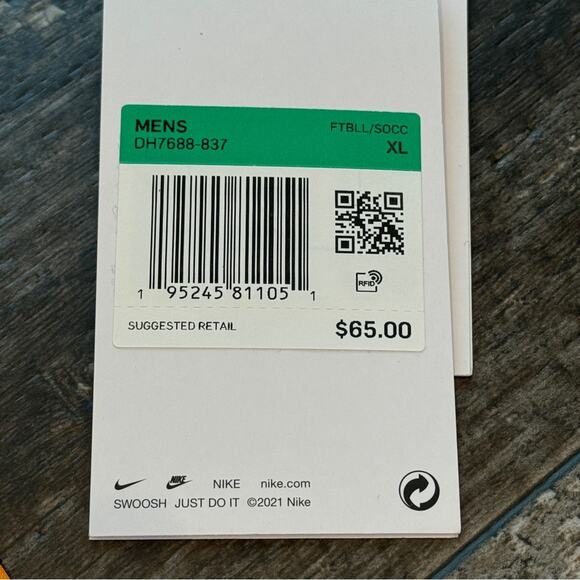 MENS FTBLL/SOCC
DH7688-837 XL
RFID
1 95245 81105 1
SUGGESTED RETAIL $65.00
NIKE NIKE nike.com
SWOOSH JUST DO IT ©2021 Nike